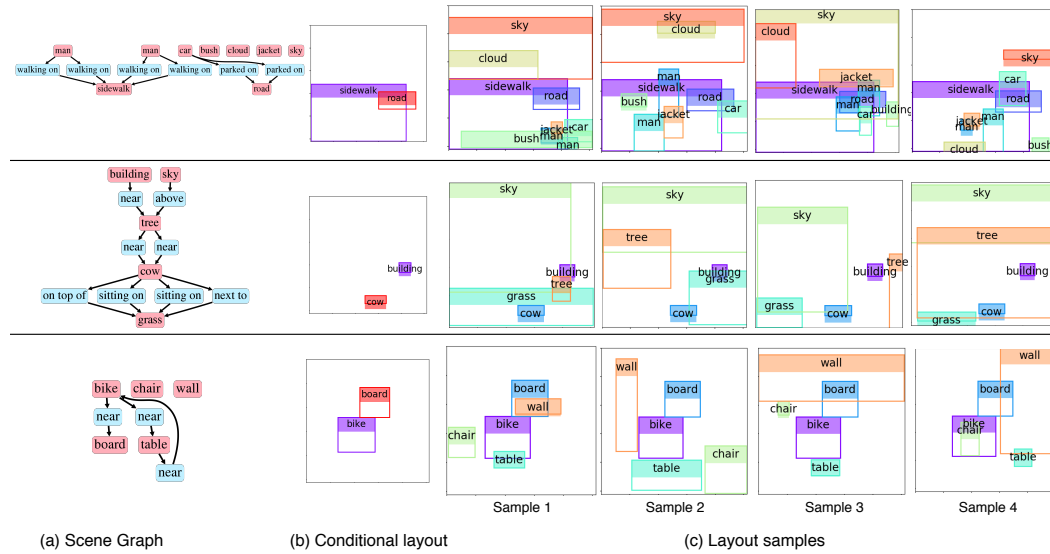 man man car bush cloud jacket sky
walking on walking on walking on walking on parked on parked on
sidewalk road
sidewalk
road
sky
cloud
sidewalk
road
jacket
car
bush
man
man
sky
cloud
man
sidewalk
bush
road
car
jacket
man
sky
cloud
jacket
sidewalk
man
road
building
man
car
sky
car
sidewalk
road
jacket
man
man
cloud
bush
building sky
near above
tree
near near
cow
on top of sitting on sitting on next to
grass
building
cow
sky
building
tree
grass
cow
sky
tree
building
grass
cow
sky
tree
building
grass
cow
sky
tree
building
grass
cow
bike chair wall
near near
board table
near
board
bike
board
wall
bike
chair
table
wall
board
bike
chair
table
wall
board
chair
bike
table
wall
board
bike
chair
table
Sample 1 Sample 2 Sample 3 Sample 4
(a) Scene Graph (b) Conditional layout (c) Layout samples